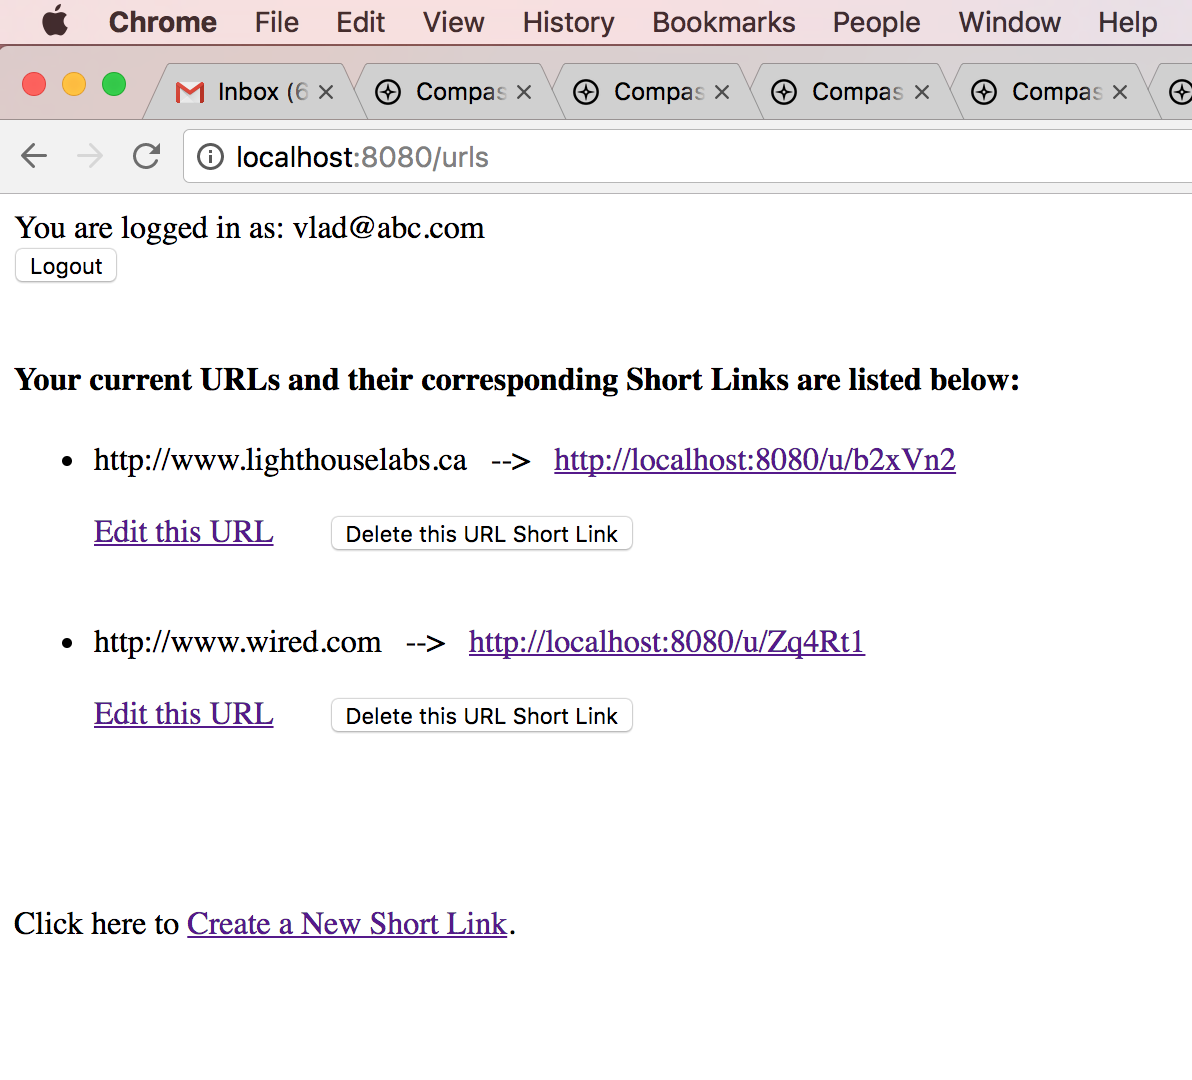 Chrome File Edit View History Bookmarks People Window Help
Inbox (6 Compas Compas Compas Compas
localhost:8080/urls
You are logged in as: vlad@abc.com
Logout
Your current URLs and their corresponding Short Links are listed below:
http://www.lighthouselabs.ca --> http://localhost:8080/u/b2xVn2
Edit this URL Delete this URL Short Link
http://www.wired.com --> http://localhost:8080/u/Zq4Rt1
Edit this URL Delete this URL Short Link
Click here to Create a New Short Link.